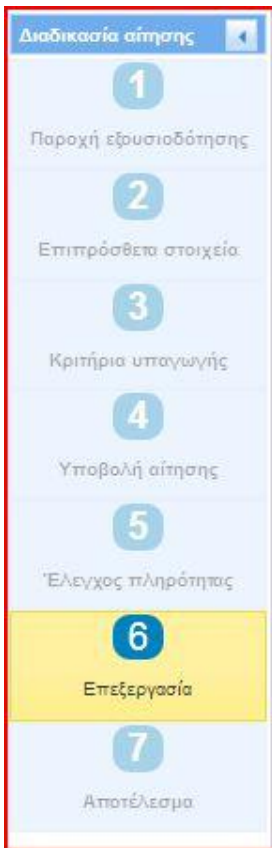 Διαδικασία αίτησης
1
Παροχή εξουσιοδότησης
2
Επιπρόσθετα στοιχεία
3
Κριτήρια υπαγωγής
4
Υποβολή αίτησης
5
Έλεγχος πληρότητας
6
Επεξεργασία
7
Αποτέλεσμα